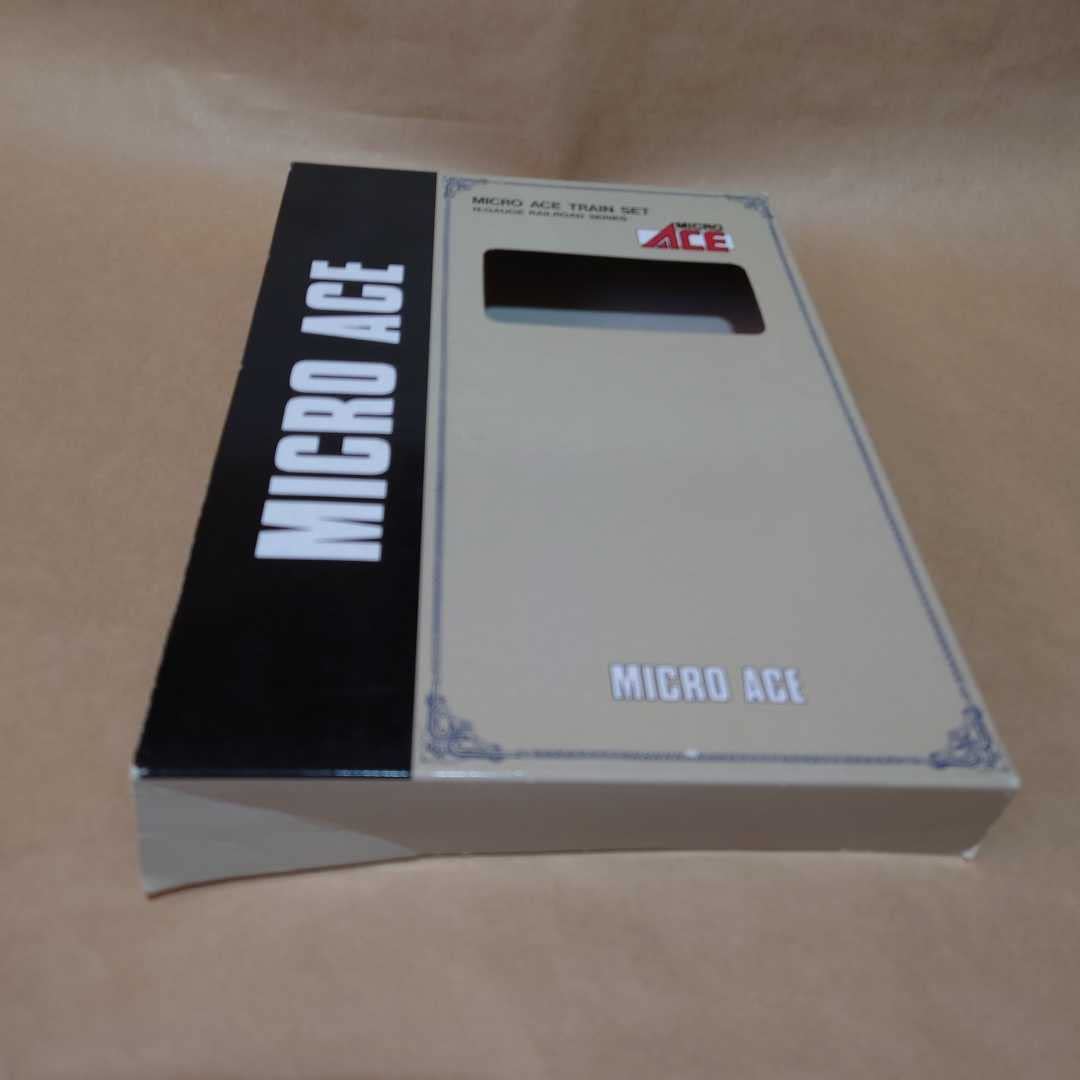 MICRO ACE
MICRO ACE TRAIN SET
N-GAUGE RAILROAD SERIES
MICRO
ACE
MICRO ACE